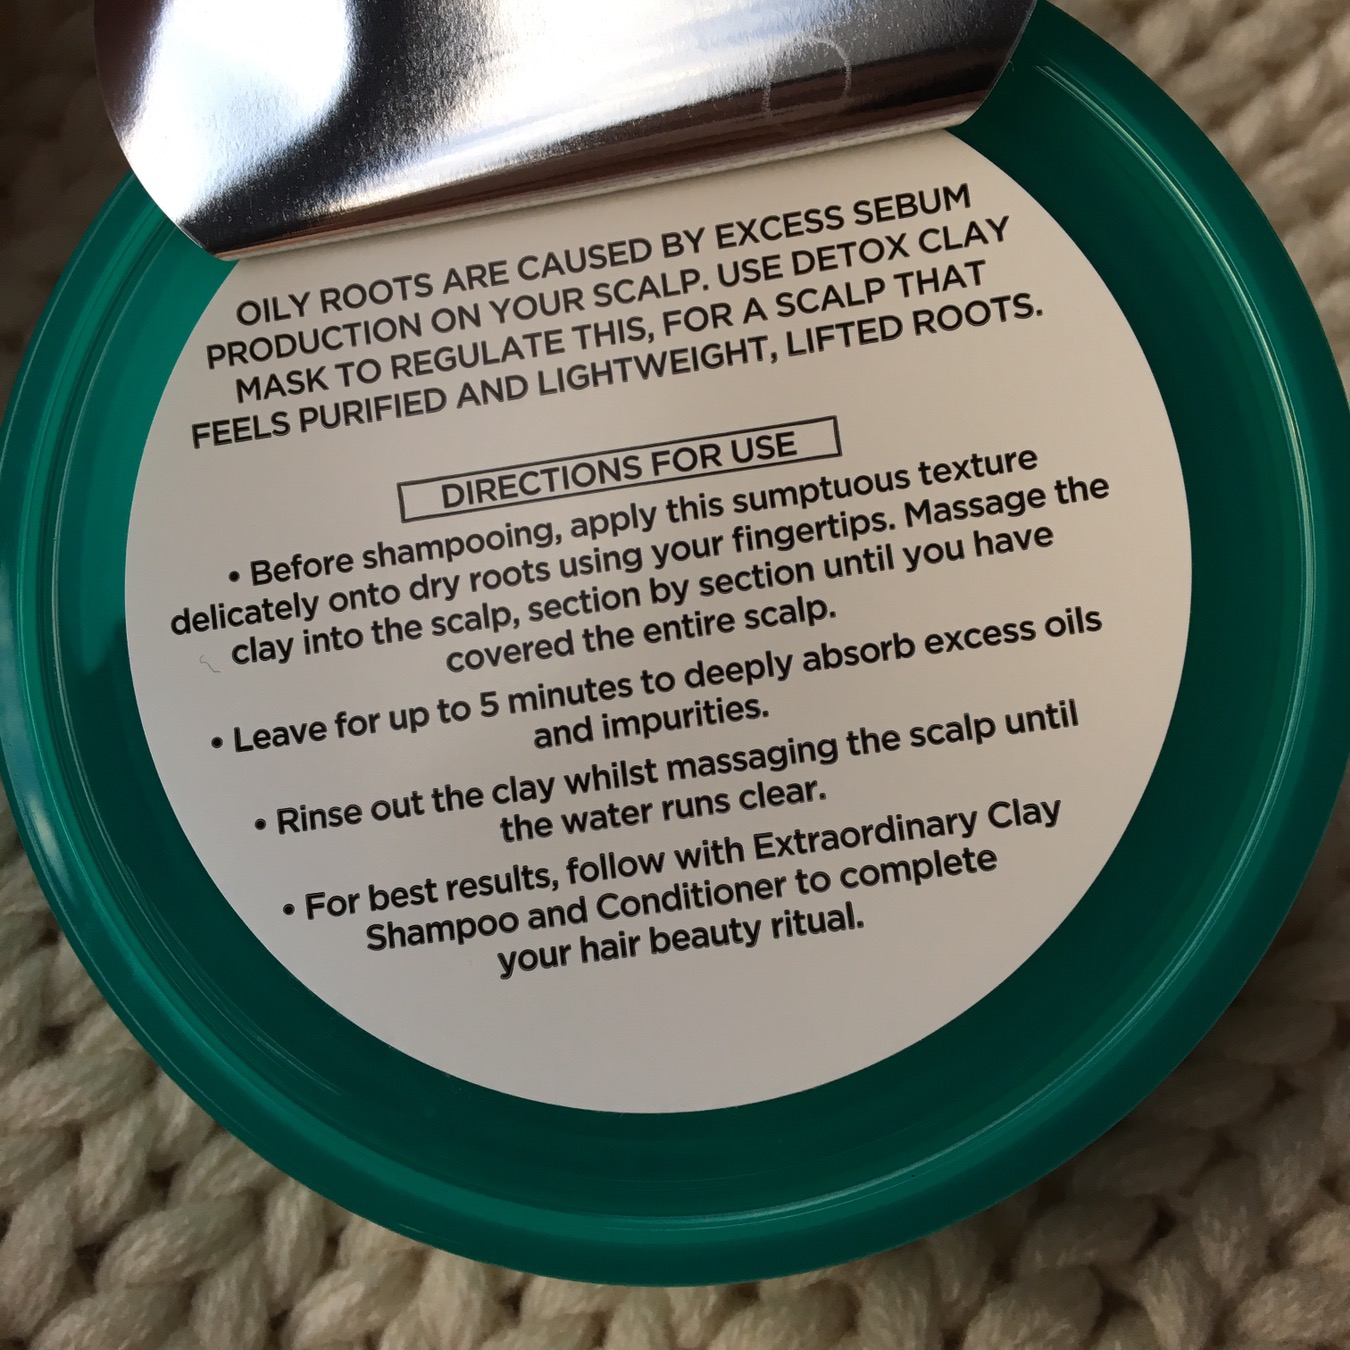 OILY ROOTS ARE CAUSED BY EXCESS SEBUM
PRODUCTION ON YOUR SCALP. USE DETOX CLAY
MASK TO REGULATE THIS, FOR A SCALP THAT
FEELS PURIFIED AND LIGHTWEIGHT, LIFTED ROOTS.
DIRECTIONS FOR USE
• Before shampooing, apply this sumptuous texture
delicately onto dry roots using your fingertips. Massage the
clay into the scalp, section by section until you have
covered the entire scalp.
• Leave for up to 5 minutes to deeply absorb excess oils
and impurities.
• Rinse out the clay whilst massaging the scalp until
the water runs clear.
• For best results, follow with Extraordinary Clay
Shampoo and Conditioner to complete
your hair beauty ritual.